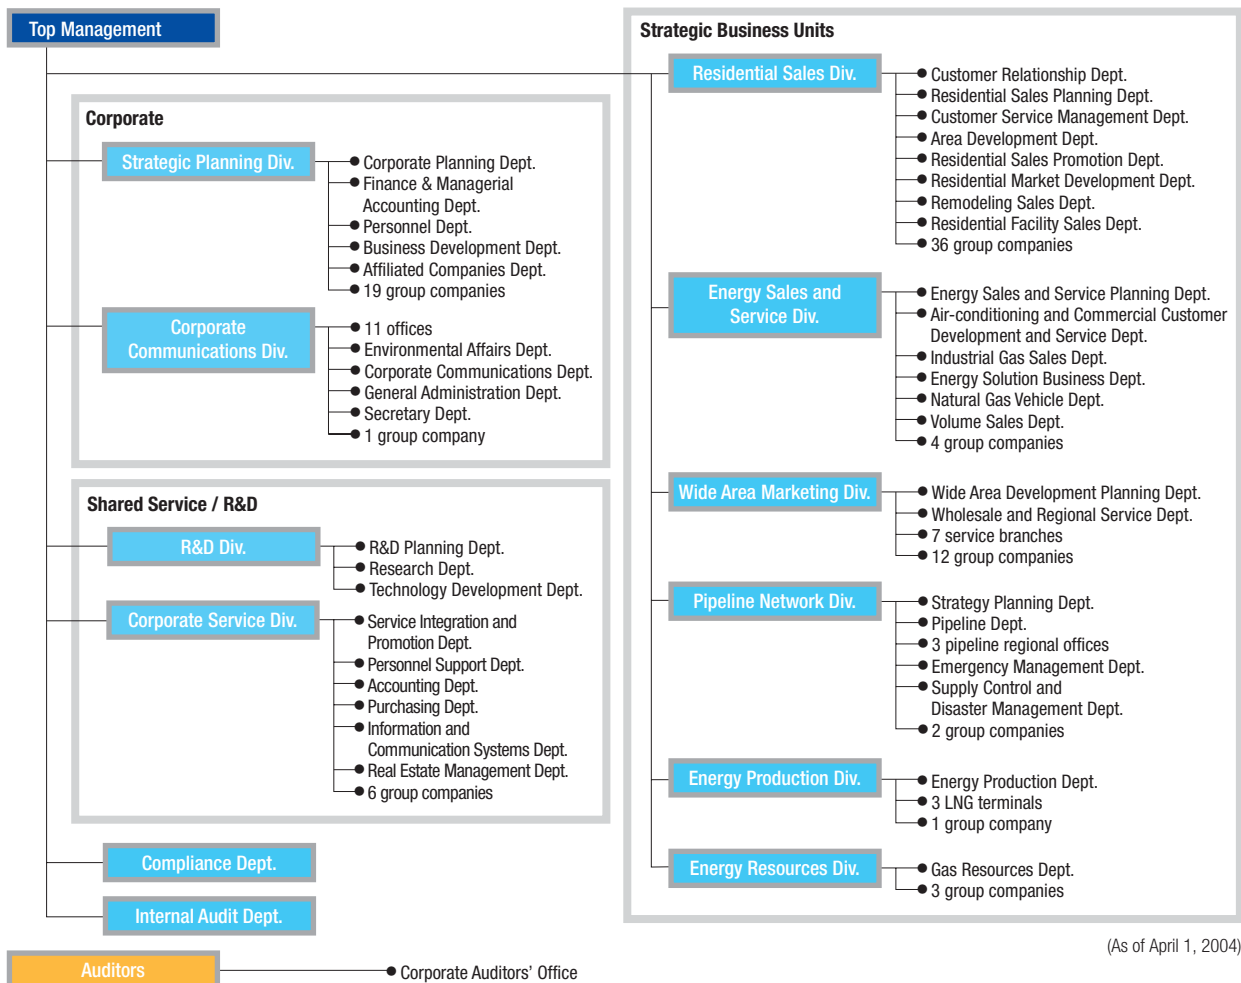 Top Management
Corporate
Strategic Planning Div.
Corporate Planning Dept.
Finance & Managerial
Accounting Dept.
Personnel Dept.
Business Development Dept.
Affiliated Companies Dept.
19 group companies
Corporate
Communications Div.
11 offices
Environmental Affairs Dept.
Corporate Communications Dept.
General Administration Dept.
Secretary Dept.
1 group company
Shared Service / R&D
R&D Div.
R&D Planning Dept.
Research Dept.
Technology Development Dept.
Corporate Service Div.
Service Integration and
Promotion Dept.
Personnel Support Dept.
Accounting Dept.
Purchasing Dept.
Information and
Communication Systems Dept.
Real Estate Management Dept.
6 group companies
Compliance Dept.
Internal Audit Dept.
Auditors
Corporate Auditors' Office
Strategic Business Units
Residential Sales Div.
Customer Relationship Dept.
Residential Sales Planning Dept.
Customer Service Management Dept.
Area Development Dept.
Residential Sales Promotion Dept.
Residential Market Development Dept.
Remodeling Sales Dept.
Residential Facility Sales Dept.
36 group companies
Energy Sales and
Service Div.
Energy Sales and Service Planning Dept.
Air-conditioning and Commercial Customer
Development and Service Dept.
Industrial Gas Sales Dept.
Energy Solution Business Dept.
Natural Gas Vehicle Dept.
Volume Sales Dept.
4 group companies
Wide Area Marketing Div.
Wide Area Development Planning Dept.
Wholesale and Regional Service Dept.
7 service branches
12 group companies
Pipeline Network Div.
Strategy Planning Dept.
Pipeline Dept.
3 pipeline regional offices
Emergency Management Dept.
Supply Control and
Disaster Management Dept.
2 group companies
Energy Production Div.
Energy Production Dept.
3 LNG terminals
1 group company
Energy Resources Div.
Gas Resources Dept.
3 group companies
(As of April 1, 2004)